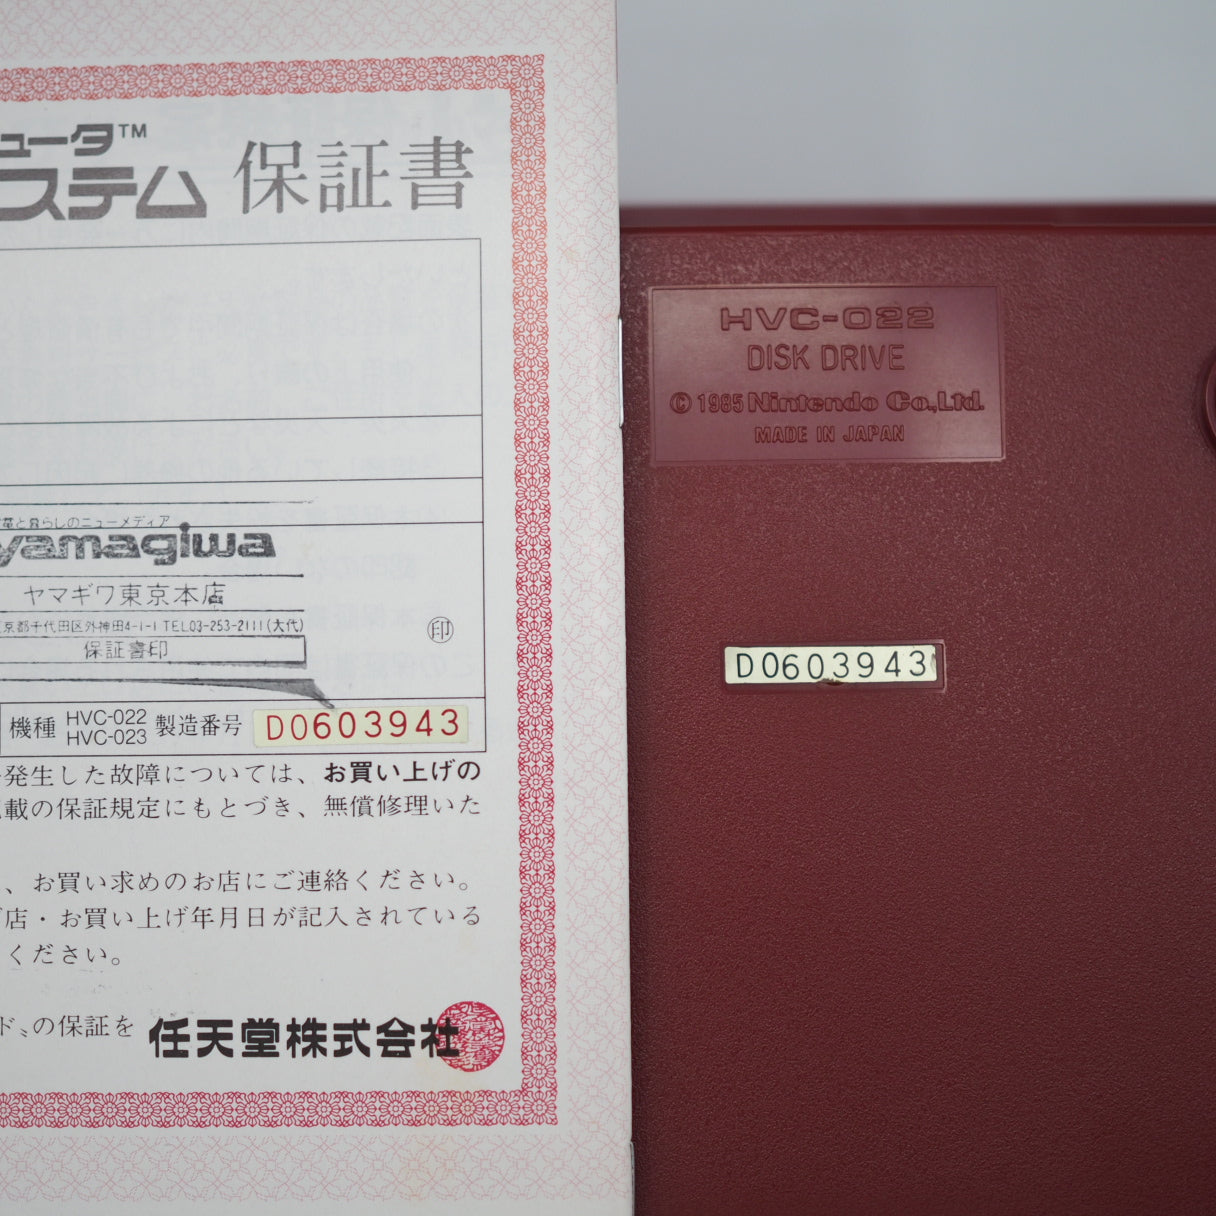 ュータ™
ステム 保証書
暮らしのニューメディア
yamagiwa
ヤマギワ東京本店
京都千代田区外神田4-1-1 TEL03-253-2111(大代)
保証書印
印
機種 HVC-022 HVC-023 製造番号 D0603943
発生した故障については、お買い上げの
載の保証規定にもとづき、無償修理いた
、お買い求めのお店にご連絡ください。
店・お買い上げ年月日が記入されている
ください。
ド〟の保証を 任天堂株式会社
HVC-022
DISK DRIVE
© 1985 Nintendo Co.,Ltd.
MADE IN JAPAN
D0603943